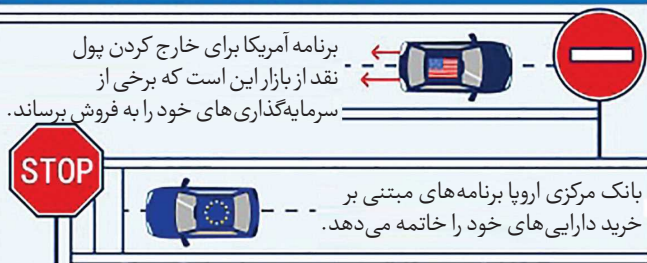 برنامه آمریکا برای خارج کردن پول
نقد از بازار این است که برخی از
سرمایه‌گذاری‌های خود را به فروش برساند.
STOP
بانک مرکزی اروپا برنامه‌های مبتنی بر
خرید دارایی‌های خود را خاتمه می‌دهد.